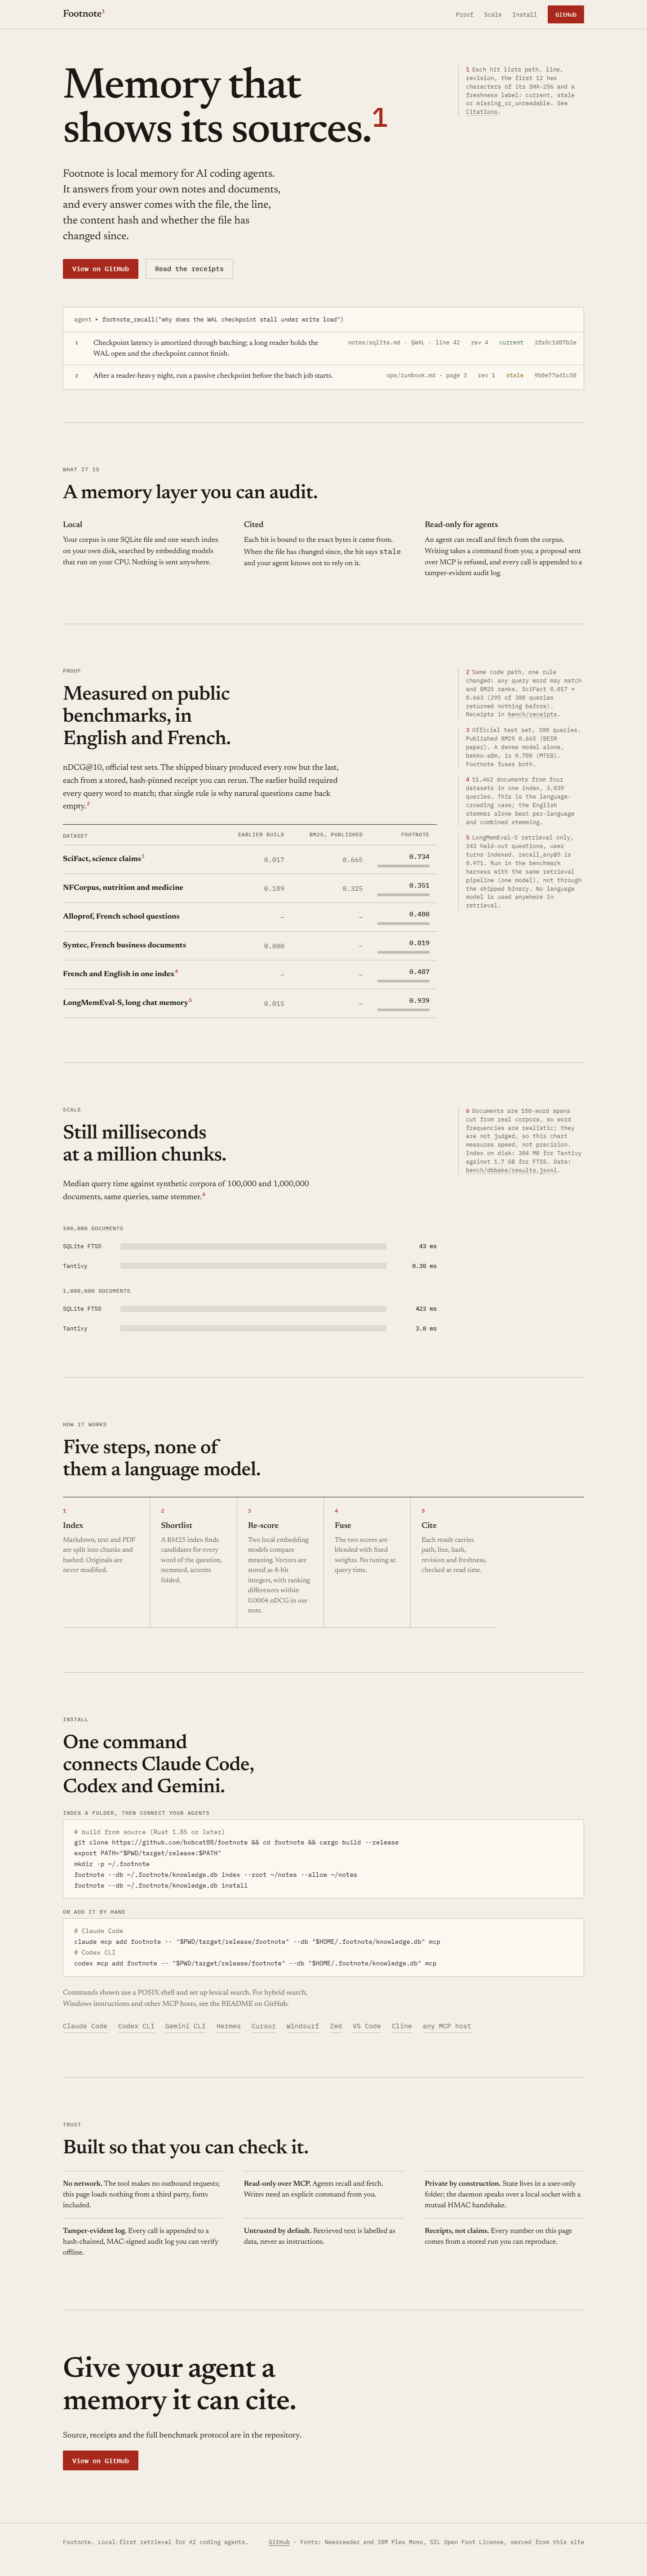 Footnote1
Proof Scale Install GitHub
Memory that
shows its sources.1
1 Each hit lists path, line,
revision, the first 12 hex
characters of its SHA-256 and a
freshness label: current, stale
or missing_or_unreadable. See
Citations.
Footnote is local memory for AI coding agents.
It answers from your own notes and documents,
and every answer comes with the file, the line,
the content hash and whether the file has
changed since.
View on GitHub Read the receipts
agent ▸ footnote_recall("why does the WAL checkpoint stall under write load")
1 Checkpoint latency is amortized through batching; a long reader holds the notes/sqlite.md · §WAL · line 42 rev 4 current 3fa9c1d87b2e
WAL open and the checkpoint cannot finish.
2 After a reader-heavy night, run a passive checkpoint before the batch job starts. ops/runbook.md · page 3 rev 1 stale 9b0e77a41c58
WHAT IT IS
A memory layer you can audit.
Local
Your corpus is one SQLite file and one search index
on your own disk, searched by embedding models
that run on your CPU. Nothing is sent anywhere.
Cited
Each hit is bound to the exact bytes it came from.
When the file has changed since, the hit says stale
and your agent knows not to rely on it.
Read-only for agents
An agent can recall and fetch from the corpus.
Writing takes a command from you; a proposal sent
over MCP is refused, and every call is appended to a
tamper-evident audit log.
PROOF
Measured on public
benchmarks, in
English and French.
nDCG@10, official test sets. The shipped binary produced every row but the last,
each from a stored, hash-pinned receipt you can rerun. The earlier build required
every query word to match; that single rule is why natural questions came back
empty.2
2 Same code path, one rule
changed: any query word may match
and BM25 ranks. SciFact 0.017 →
0.663 (295 of 300 queries
returned nothing before).
Receipts in bench/receipts.
3 Official test set, 300 queries.
Published BM25 0.665 (BEIR
paper). A dense model alone,
bekko-a8m, is 0.708 (MTEB).
Footnote fuses both.
4 11,462 documents from four
datasets in one index, 3,039
queries. This is the language-
crowding case; the English
stemmer alone beat per-language
and combined stemming.
5 LongMemEval-S retrieval only,
343 held-out questions, user
turns indexed. recall_any@5 is
0.971. Run in the benchmark
harness with the same retrieval
pipeline (one model), not through
the shipped binary. No language
model is used anywhere in
retrieval.
DATASET EARLIER BUILD BM25, PUBLISHED FOOTNOTE
SciFact, science claims3 0.017 0.665 0.734
NFCorpus, nutrition and medicine 0.189 0.325 0.351
Alloprof, French school questions – – 0.480
Syntec, French business documents 0.000 – 0.819
French and English in one index4 – – 0.487
LongMemEval-S, long chat memory5 0.015 – 0.939
SCALE
Still milliseconds
at a million chunks.
Median query time against synthetic corpora of 100,000 and 1,000,000
documents, same queries, same stemmer.6
6 Documents are 150-word spans
cut from real corpora, so word
frequencies are realistic; they
are not judged, so this chart
measures speed, not precision.
Index on disk: 304 MB for Tantivy
against 1.7 GB for FTS5. Data:
bench/dbbake/results.jsonl.
100,000 DOCUMENTS
SQLite FTS5 43 ms
Tantivy 0.38 ms
1,000,000 DOCUMENTS
SQLite FTS5 423 ms
Tantivy 3.0 ms
HOW IT WORKS
Five steps, none of
them a language model.
1
Index
Markdown, text and PDF
are split into chunks and
hashed. Originals are
never modified.
2
Shortlist
A BM25 index finds
candidates for every
word of the question,
stemmed, accents
folded.
3
Re-score
Two local embedding
models compare
meaning. Vectors are
stored as 8-bit
integers, with ranking
differences within
0.0004 nDCG in our
tests.
4
Fuse
The two scores are
blended with fixed
weights. No tuning at
query time.
5
Cite
Each result carries
path, line, hash,
revision and freshness,
checked at read time.
INSTALL
One command
connects Claude Code,
Codex and Gemini.
INDEX A FOLDER, THEN CONNECT YOUR AGENTS
# build from source (Rust 1.85 or later)
git clone https://github.com/bobcat88/footnote && cd footnote && cargo build --release
export PATH="$PWD/target/release:$PATH"
mkdir -p ~/.footnote
footnote --db ~/.footnote/knowledge.db index --root ~/notes --allow ~/notes
footnote --db ~/.footnote/knowledge.db install
OR ADD IT BY HAND
# Claude Code
claude mcp add footnote -- "$PWD/target/release/footnote" --db "$HOME/.footnote/knowledge.db" mcp
# Codex CLI
codex mcp add footnote -- "$PWD/target/release/footnote" --db "$HOME/.footnote/knowledge.db" mcp
Commands shown use a POSIX shell and set up lexical search. For hybrid search,
Windows instructions and other MCP hosts, see the README on GitHub.
Claude Code Codex CLI Gemini CLI Hermes Cursor Windsurf Zed VS Code Cline any MCP host
TRUST
Built so that you can check it.
No network. The tool makes no outbound requests;
this page loads nothing from a third party, fonts
included.
Read-only over MCP. Agents recall and fetch.
Writes need an explicit command from you.
Private by construction. State lives in a user-only
folder; the daemon speaks over a local socket with a
mutual HMAC handshake.
Tamper-evident log. Every call is appended to a
hash-chained, MAC-signed audit log you can verify
offline.
Untrusted by default. Retrieved text is labelled as
data, never as instructions.
Receipts, not claims. Every number on this page
comes from a stored run you can reproduce.
Give your agent a
memory it can cite.
Source, receipts and the full benchmark protocol are in the repository.
View on GitHub
Footnote. Local-first retrieval for AI coding agents. GitHub · Fonts: Newsreader and IBM Plex Mono, SIL Open Font License, served from this site